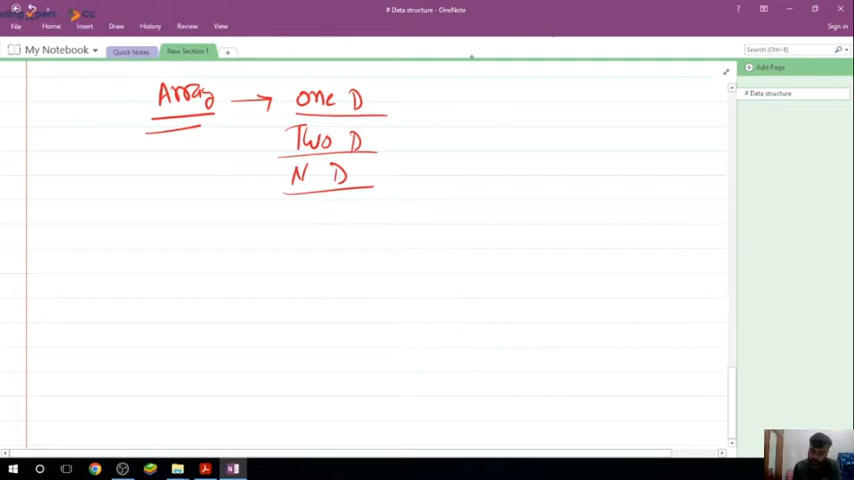 # Data structure - OneNote
File Home Insert Draw History Review View Sign in
My Notebook Quick Notes New Section 1 + Search (Ctrl+E)
Add Page
# Data structure
Array → One D
Two D
N D